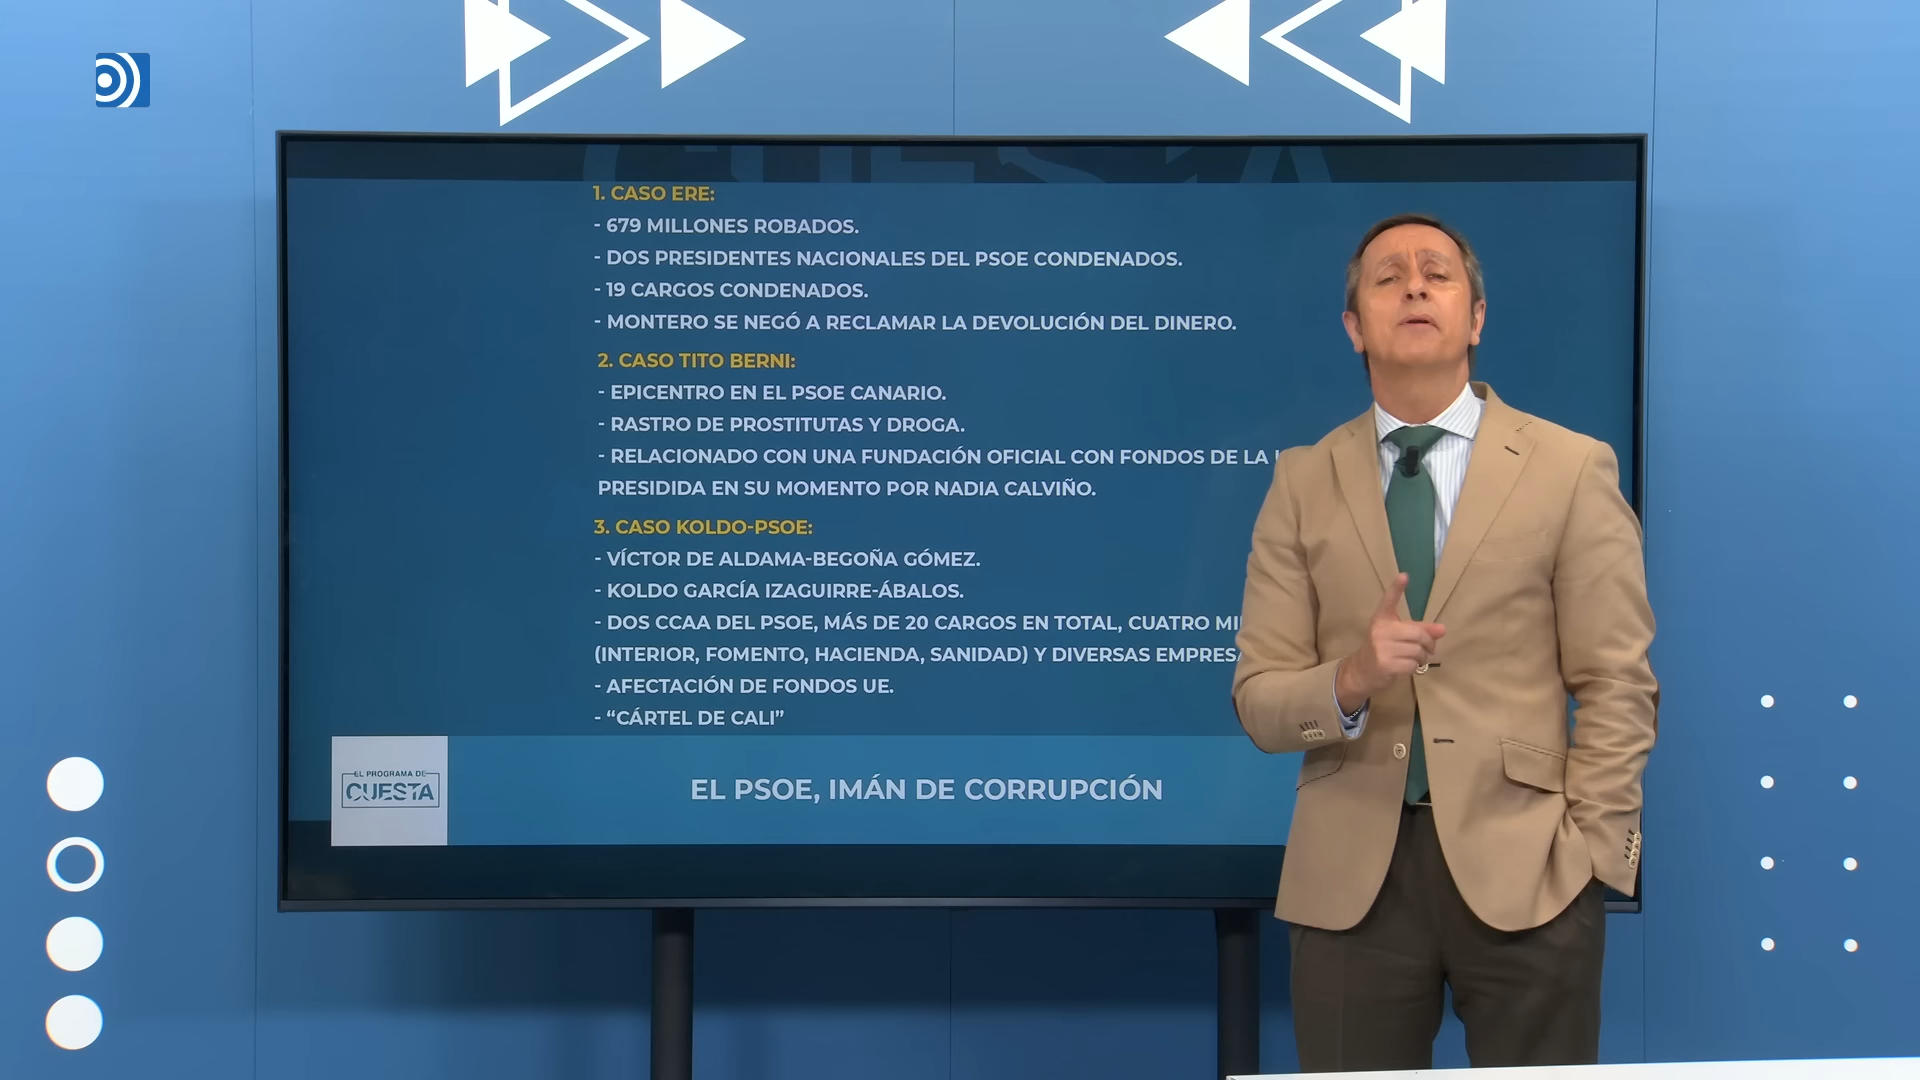 CUESTA
1. CASO ERE:
- 679 MILLONES ROBADOS.
- DOS PRESIDENTES NACIONALES DEL PSOE CONDENADOS.
- 19 CARGOS CONDENADOS.
- MONTERO SE NEGÓ A RECLAMAR LA DEVOLUCIÓN DEL DINERO.
2. CASO TITO BERNI:
- EPICENTRO EN EL PSOE CANARIO.
- RASTRO DE PROSTITUTAS Y DROGA.
- RELACIONADO CON UNA FUNDACIÓN OFICIAL CON FONDOS DE LA
PRESIDIDA EN SU MOMENTO POR NADIA CALVIÑO.
3. CASO KOLDO-PSOE:
- VÍCTOR DE ALDAMA-BEGOÑA GÓMEZ.
- KOLDO GARCÍA IZAGUIRRE-ÁBALOS.
- DOS CCAA DEL PSOE, MÁS DE 20 CARGOS EN TOTAL, CUATRO
(INTERIOR, FOMENTO, HACIENDA, SANIDAD) Y DIVERSAS
- AFECTACIÓN DE FONDOS UE.
- “CÁRTEL DE CALI”
EL PROGRAMA DE
CUESTA
EL PSOE, IMÁN DE CORRUPCIÓN